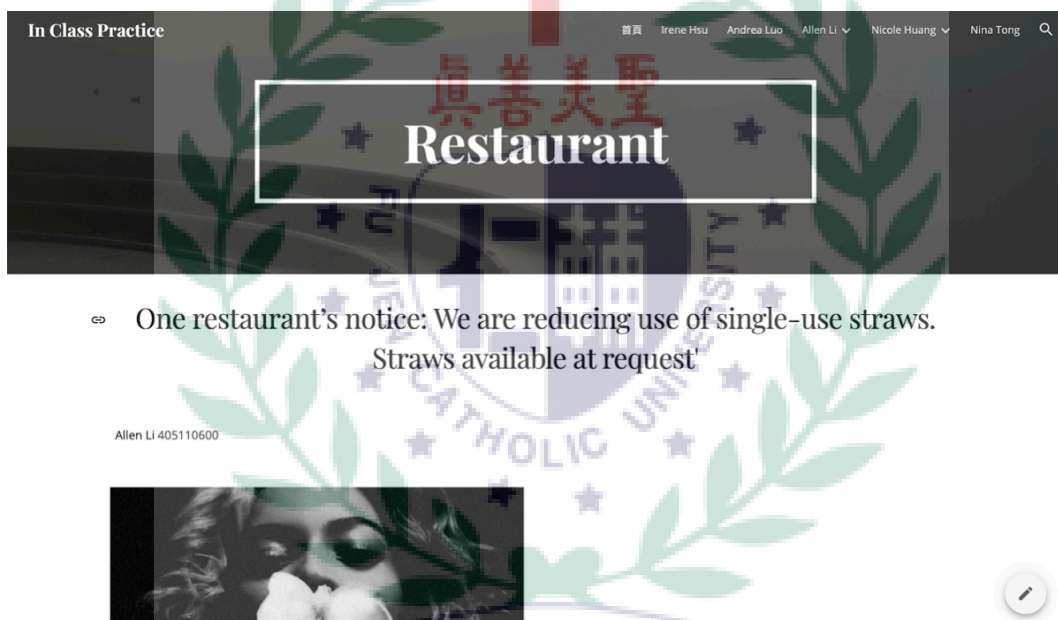 In Class Practice
首頁 Irene Hsu Andrea Luo Allen Li Nicole Huang Nina Tong
眞善美聖
Restaurant
One restaurant’s notice: We are reducing use of single-use straws.
Straws available at request'
Allen Li 405110600
FU JEN CATHOLIC UNIVERSITY